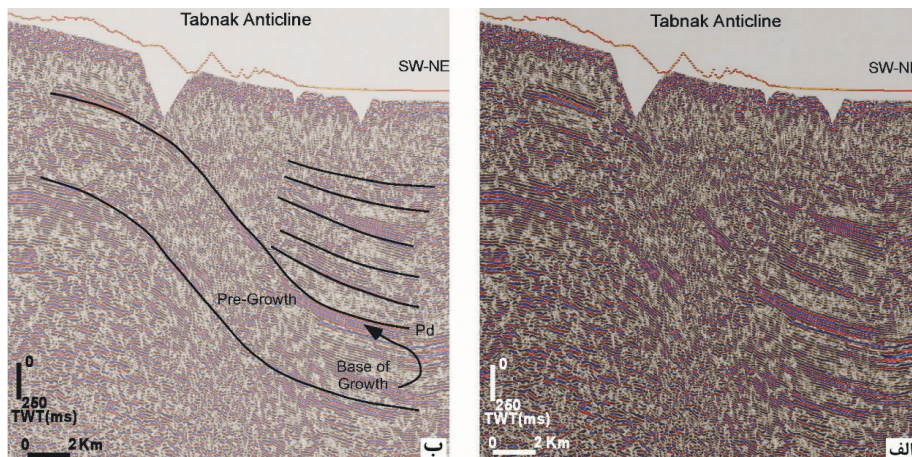 Tabnak Anticline
SW-NE
Pre-Growth
Pd
Base of
Growth
0
250
TWT(ms)
0 2 Km
ب
Tabnak Anticline
SW-NE
0
250
TWT(ms)
0 2 Km
الف